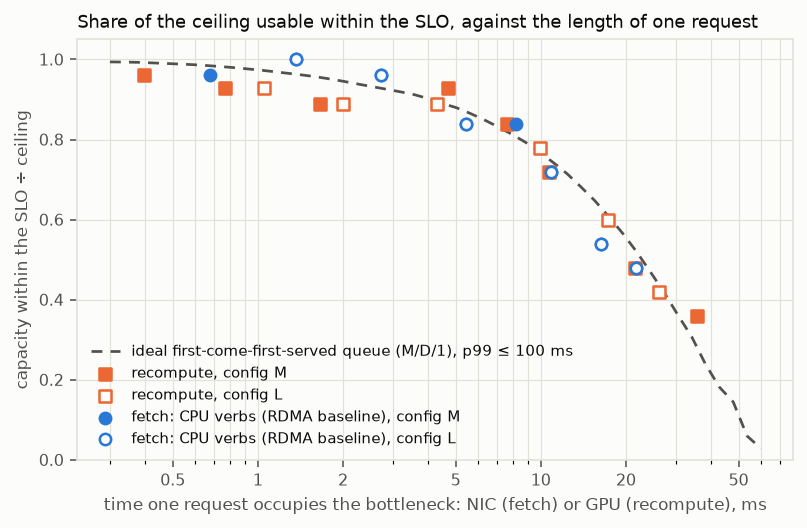 Share of the ceiling usable within the SLO, against the length of one request
capacity within the SLO ÷ ceiling
1.0
0.8
0.6
0.4
0.2
0.0
ideal first-come-first-served queue (M/D/1), p99 ≤ 100 ms
recompute, config M
recompute, config L
fetch: CPU verbs (RDMA baseline), config M
fetch: CPU verbs (RDMA baseline), config L
0.5 1 2 5 10 20 50
time one request occupies the bottleneck: NIC (fetch) or GPU (recompute), ms